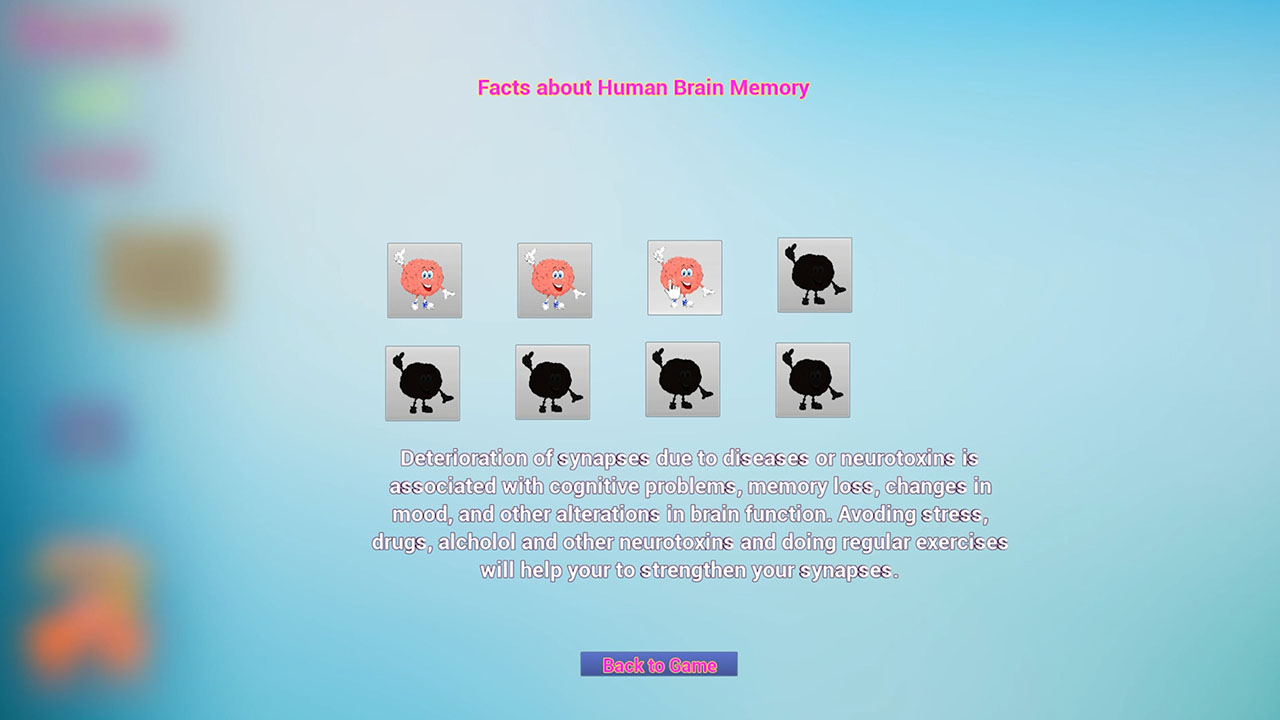 Facts about Human Brain Memory
Deterioration of synapses due to diseases or neurotoxins is
associated with cognitive problems, memory loss, changes in
mood, and other alterations in brain function. Avoding stress,
drugs, alcholol and other neurotoxins and doing regular exercises
will help your to strengthen your synapses.
Back to Game